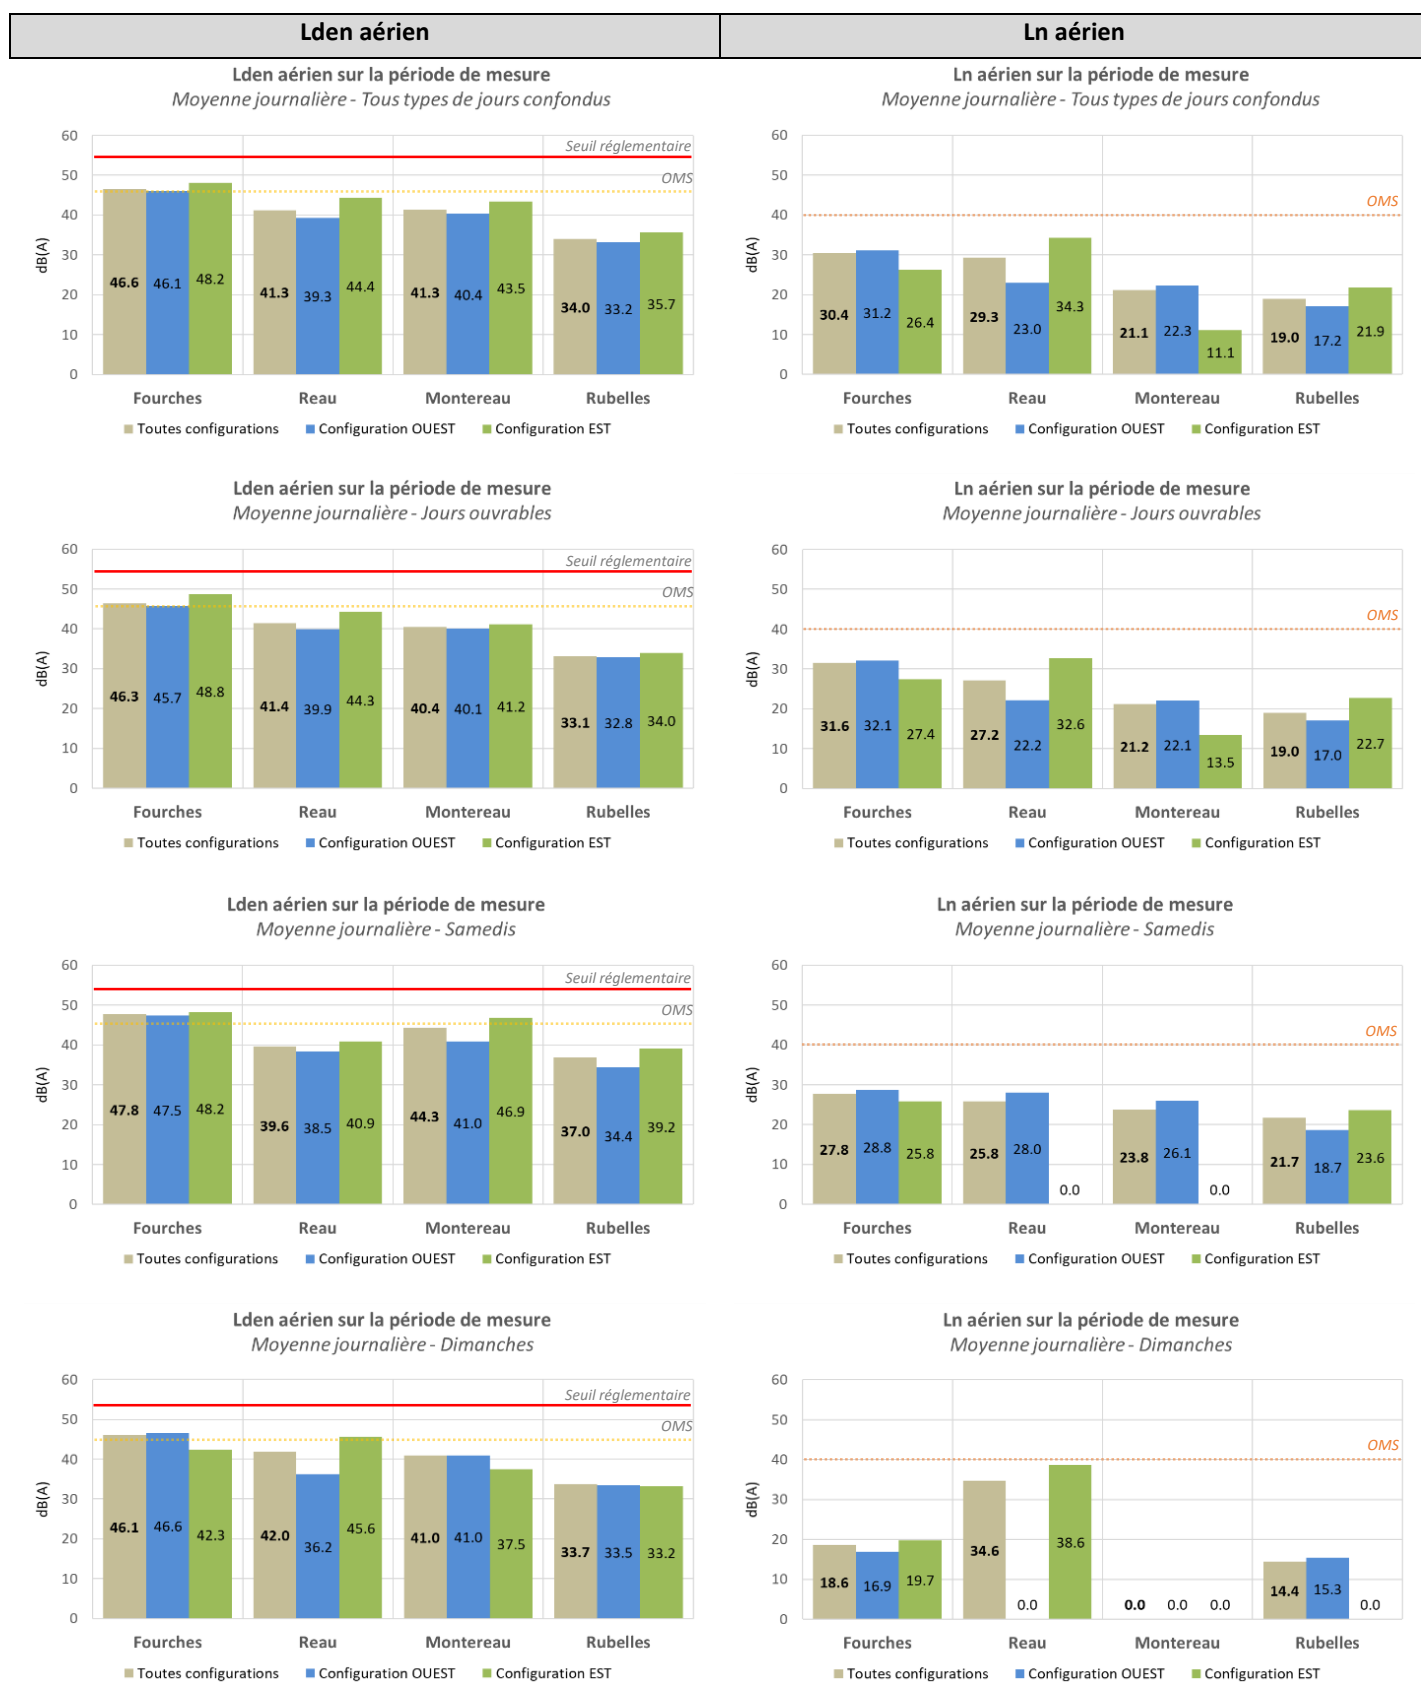 Lden aérien
Ln aérien
Lden aérien sur la période de mesure
Moyenne journalière - Tous types de jours confondus
60
50
40
30
20
10
0
dB(A)
Seuil réglementaire
OMS
46.6 46.1 48.2 41.3 39.3 44.4 41.3 40.4 43.5 34.0 33.2 35.7
Fourches Reau Montereau Rubelles
Toutes configurations Configuration OUEST Configuration EST
Ln aérien sur la période de mesure
Moyenne journalière - Tous types de jours confondus
60
50
40
30
20
10
0
dB(A)
OMS
30.4 31.2 26.4 29.3 23.0 34.3 21.1 22.3 11.1 19.0 17.2 21.9
Fourches Reau Montereau Rubelles
Toutes configurations Configuration OUEST Configuration EST
Lden aérien sur la période de mesure
Moyenne journalière - Jours ouvrables
60
50
40
30
20
10
0
dB(A)
Seuil réglementaire
OMS
46.3 45.7 48.8 41.4 39.9 44.3 40.4 40.1 41.2 33.1 32.8 34.0
Fourches Reau Montereau Rubelles
Toutes configurations Configuration OUEST Configuration EST
Ln aérien sur la période de mesure
Moyenne journalière - Jours ouvrables
60
50
40
30
20
10
0
dB(A)
OMS
31.6 32.1 27.4 27.2 22.2 32.6 21.2 22.1 13.5 19.0 17.0 22.7
Fourches Reau Montereau Rubelles
Toutes configurations Configuration OUEST Configuration EST
Lden aérien sur la période de mesure
Moyenne journalière - Samedis
60
50
40
30
20
10
0
dB(A)
Seuil réglementaire
OMS
47.8 47.5 48.2 39.6 38.5 40.9 44.3 41.0 46.9 37.0 34.4 39.2
Fourches Reau Montereau Rubelles
Toutes configurations Configuration OUEST Configuration EST
Ln aérien sur la période de mesure
Moyenne journalière - Samedis
60
50
40
30
20
10
0
dB(A)
OMS
27.8 28.8 25.8 25.8 28.0 0.0 23.8 26.1 0.0 21.7 18.7 23.6
Fourches Reau Montereau Rubelles
Toutes configurations Configuration OUEST Configuration EST
Lden aérien sur la période de mesure
Moyenne journalière - Dimanches
60
50
40
30
20
10
0
dB(A)
Seuil réglementaire
OMS
46.1 46.6 42.3 42.0 36.2 45.6 41.0 41.0 37.5 33.7 33.5 33.2
Fourches Reau Montereau Rubelles
Toutes configurations Configuration OUEST Configuration EST
Ln aérien sur la période de mesure
Moyenne journalière - Dimanches
60
50
40
30
20
10
0
dB(A)
OMS
18.6 16.9 19.7 34.6 0.0 38.6 0.0 0.0 0.0 14.4 15.3 0.0
Fourches Reau Montereau Rubelles
Toutes configurations Configuration OUEST Configuration EST